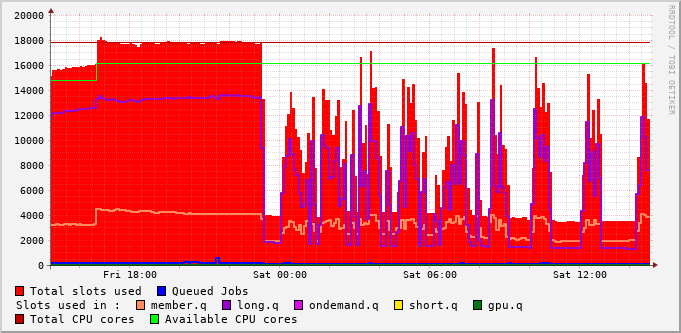 20000
18000
16000
14000
12000
10000
8000
6000
4000
2000
0
Fri 18:00 Sat 00:00 Sat 06:00 Sat 12:00
RRDTOOL / TOBI OETIKER
Total slots used Queued Jobs
Slots used in : member.q long.q ondemand.q short.q gpu.q
Total CPU cores Available CPU cores